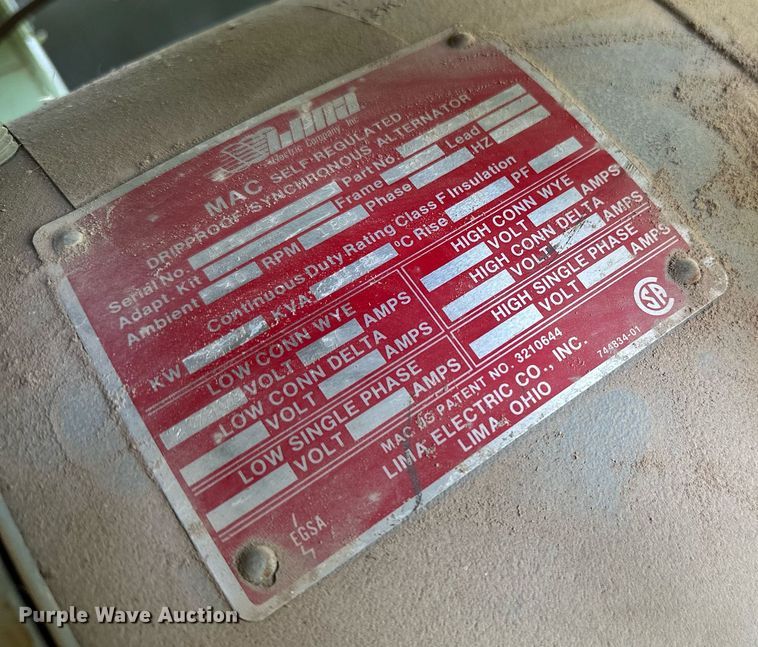 Lima
Electric Company, Inc.
MAC SELF-REGULATED
DRIPPROOF SYNCHRONOUS ALTERNATOR
Serial No. Part No.
Adapt. Kit Frame Lead
Ambient RPM Phase HZ
Continuous Duty Rating Class F Insulation
KW KVA °C Rise PF
LOW CONN WYE HIGH CONN WYE
VOLT AMPS VOLT AMPS
LOW CONN DELTA HIGH CONN DELTA
VOLT AMPS VOLT AMPS
LOW SINGLE PHASE HIGH SINGLE PHASE
VOLT AMPS VOLT AMPS
MAC IS PATENT NO. 3210644
LIMA ELECTRIC CO., INC.
LIMA, OHIO
EGSA
SA
744834-01
Purple Wave Auction